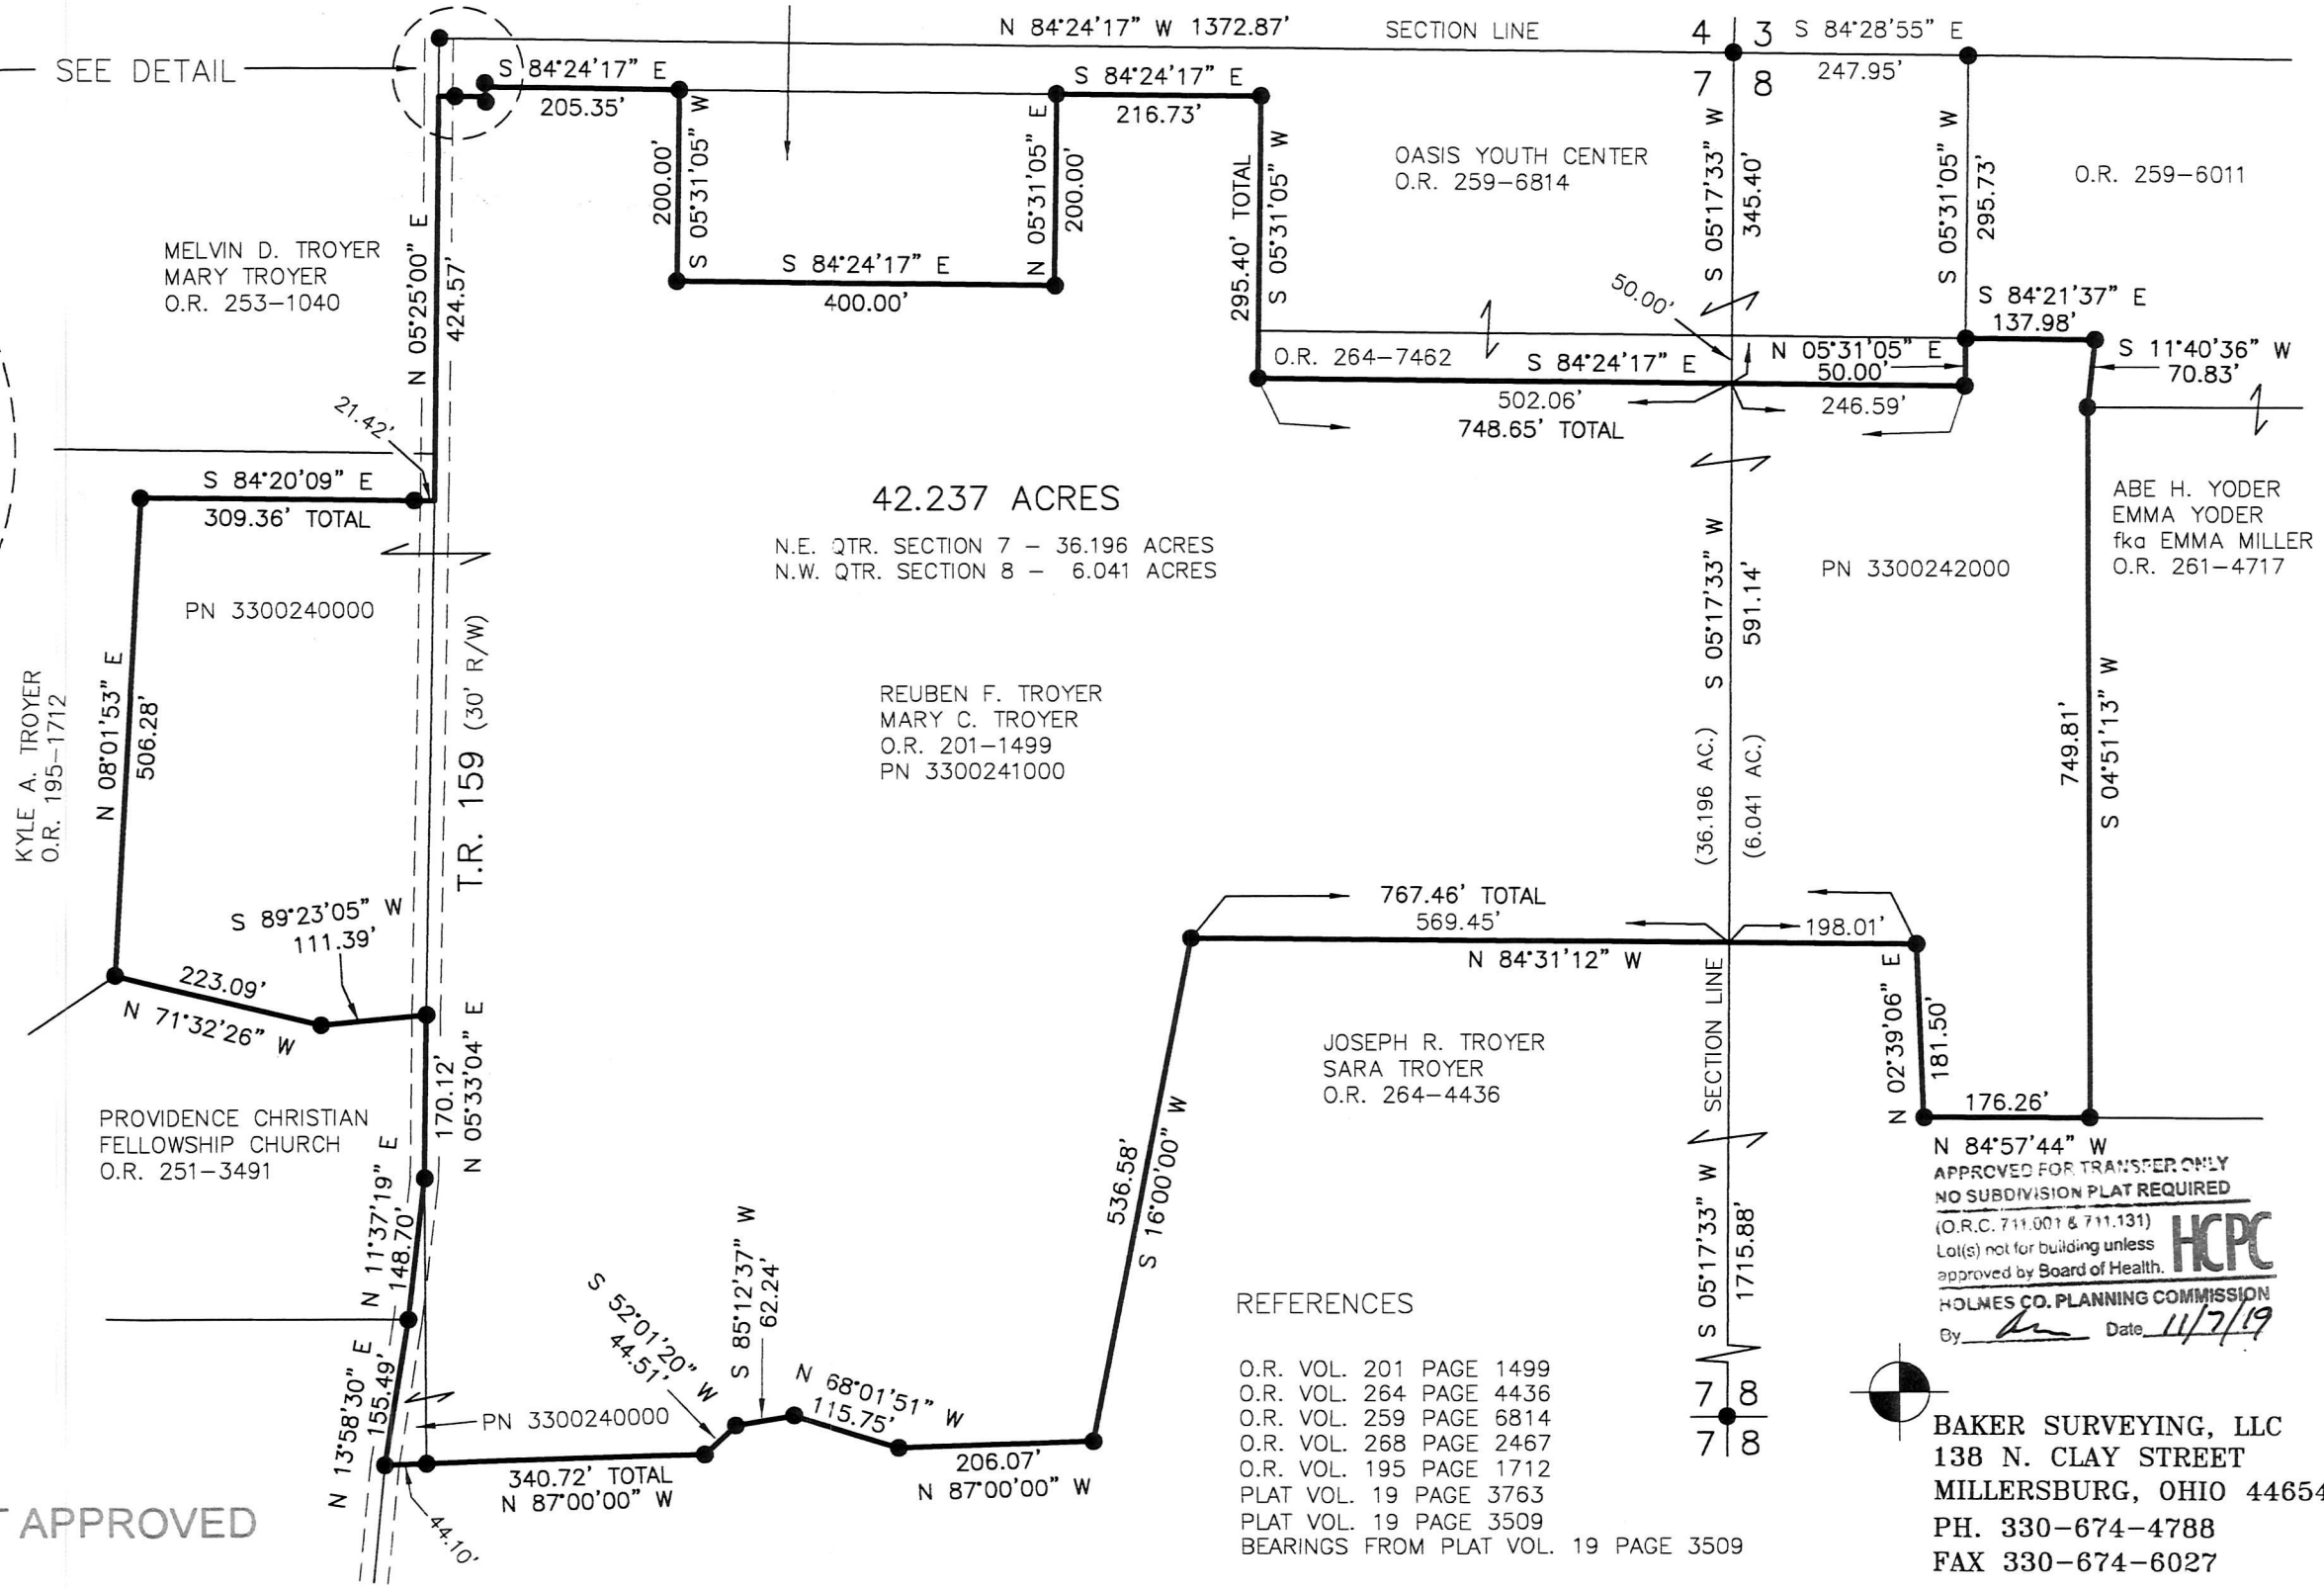 N 84°24'17" W 1372.87'
SECTION LINE
4 3
7 8
S 84°28'55" E
247.95'
SEE DETAIL
S 84°24'17" E
205.35'
S 84°24'17" E
216.73'
200.00'
S 05°31'05" W
N 05°31'05" E
200.00'
S 84°24'17" E
400.00'
295.40' TOTAL
S 05°31'05" W
OASIS YOUTH CENTER
O.R. 259-6814
S 05°17'33" W
345.40'
S 05°31'05" W
295.73'
O.R. 259-6011
MELVIN D. TROYER
MARY TROYER
O.R. 253-1040
N 05°25'00" E
424.57'
50.00'
S 84°21'37" E
137.98'
O.R. 264-7462
S 84°24'17" E
N 05°31'05" E
50.00'
S 11°40'36" W
70.83'
502.06'
748.65' TOTAL
246.59'
21.42'
S 84°20'09" E
309.36' TOTAL
42.237 ACRES
N.E. QTR. SECTION 7 - 36.196 ACRES
N.W. QTR. SECTION 8 - 6.041 ACRES
ABE H. YODER
EMMA YODER
fka EMMA MILLER
O.R. 261-4717
PN 3300240000
PN 3300242000
S 05°17'33" W
591.14'
KYLE A. TROYER
O.R. 195-1712
N 08°01'53" E
506.28'
T.R. 159 (30' R/W)
REUBEN F. TROYER
MARY C. TROYER
O.R. 201-1499
PN 3300241000
(36.196 AC.)
(6.041 AC.)
749.81'
S 04°51'13" W
S 89°23'05" W
111.39'
223.09'
N 71°32'26" W
767.46' TOTAL
569.45'
198.01'
N 84°31'12" W
170.12'
N 05°33'04" E
SECTION LINE
N 02°39'06" E
181.50'
JOSEPH R. TROYER
SARA TROYER
O.R. 264-4436
PROVIDENCE CHRISTIAN
FELLOWSHIP CHURCH
O.R. 251-3491
176.26'
N 84°57'44" W
N 11°37'19" E
148.70'
536.58'
S 16°00'00" W
S 05°17'33" W
1715.88'
APPROVED FOR TRANSFER ONLY
NO SUBDIVISION PLAT REQUIRED
(O.R.C. 711.001 & 711.131)
Lot(s) not for building unless
approved by Board of Health.
HCPC
HOLMES CO. PLANNING COMMISSION
By Date 11/7/19
N 13°58'30" E
155.49'
S 52°01'20" W
44.51'
S 85°12'37" W
62.24'
N 68°01'51" W
115.75'
PN 3300240000
340.72' TOTAL
N 87°00'00" W
206.07'
N 87°00'00" W
44.10'
REFERENCES
O.R. VOL. 201 PAGE 1499
O.R. VOL. 264 PAGE 4436
O.R. VOL. 259 PAGE 6814
O.R. VOL. 268 PAGE 2467
O.R. VOL. 195 PAGE 1712
PLAT VOL. 19 PAGE 3763
PLAT VOL. 19 PAGE 3509
BEARINGS FROM PLAT VOL. 19 PAGE 3509
7 8
7 8
BAKER SURVEYING, LLC
138 N. CLAY STREET
MILLERSBURG, OHIO 44654
PH. 330-674-4788
FAX 330-674-6027
APPROVED